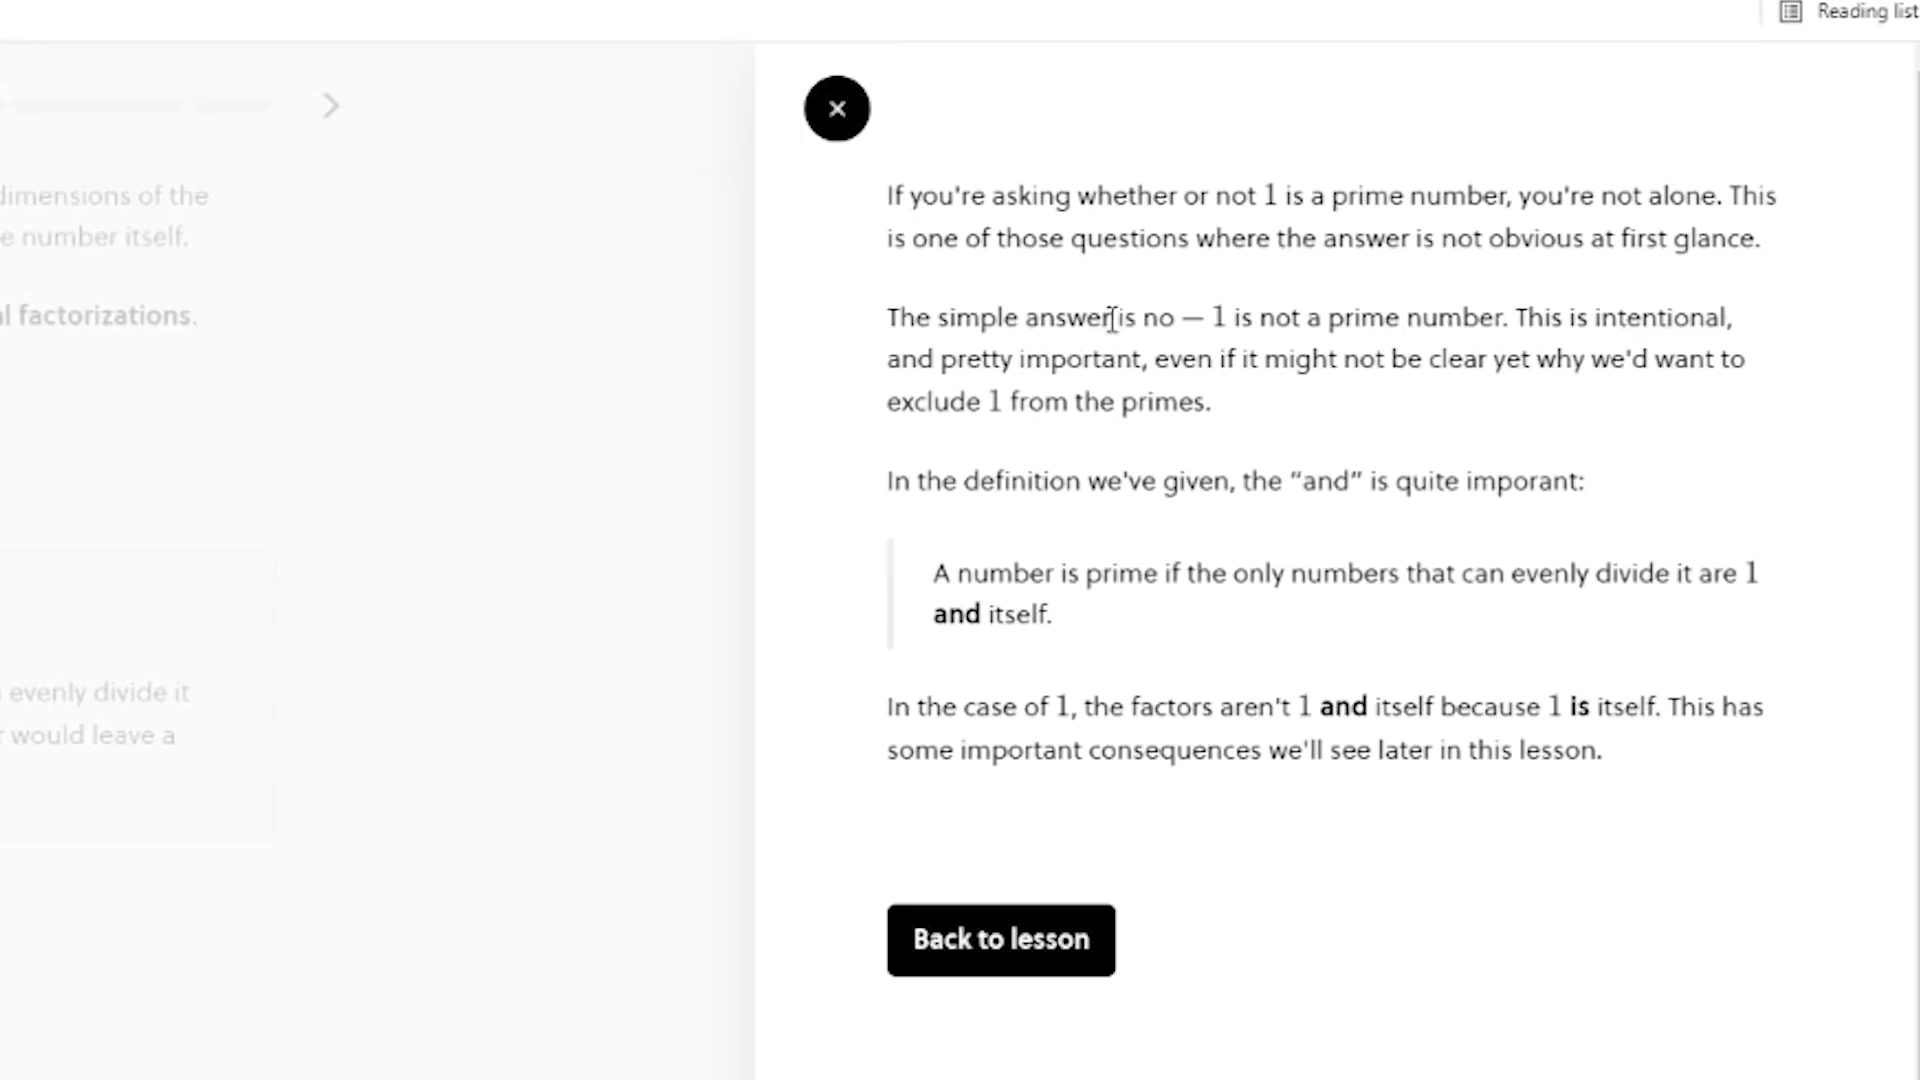 Reading list
dimensions of the
e number itself.
l factorizations.
evenly divide it
r would leave a
If you're asking whether or not 1 is a prime number, you're not alone. This
is one of those questions where the answer is not obvious at first glance.
The simple answer is no — 1 is not a prime number. This is intentional,
and pretty important, even if it might not be clear yet why we'd want to
exclude 1 from the primes.
In the definition we've given, the “and” is quite imporant:
A number is prime if the only numbers that can evenly divide it are 1
and itself.
In the case of 1, the factors aren't 1 and itself because 1 is itself. This has
some important consequences we'll see later in this lesson.
Back to lesson